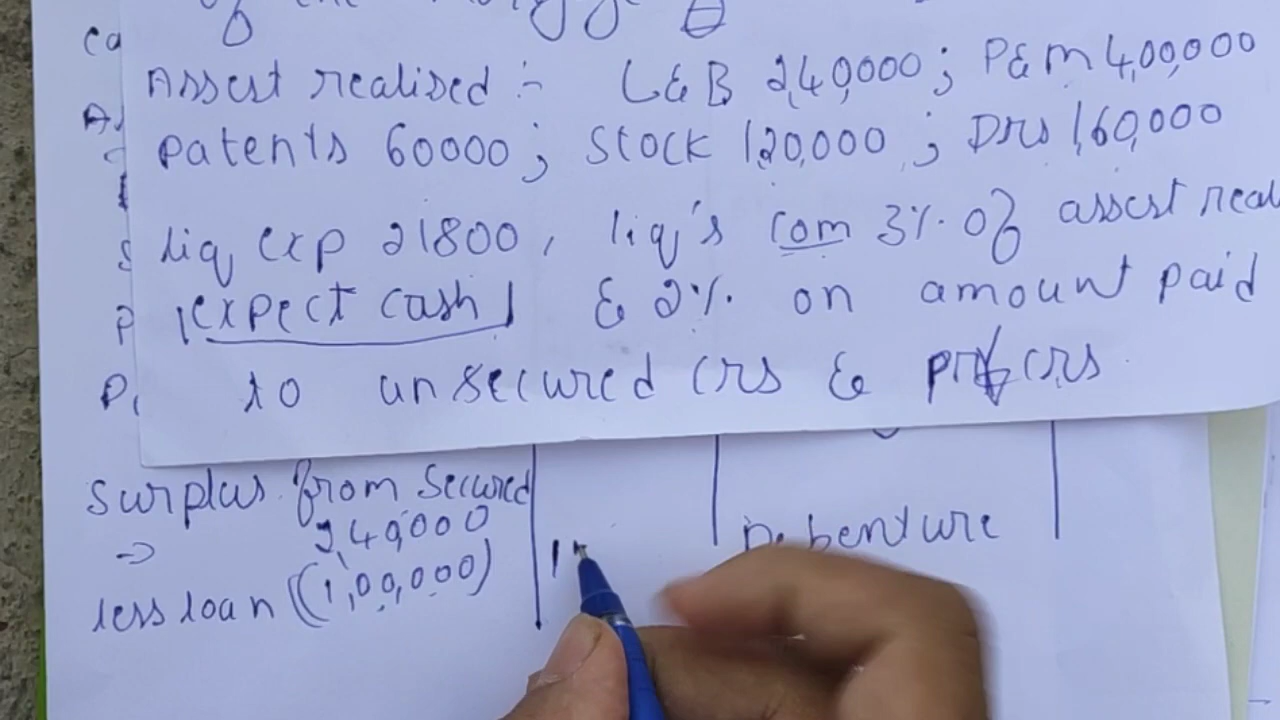 of the
Assest realised :- L&B 2,40,000; P&M 4,00,000
patents 60000; Stock 1,20,000; Drs 1,60,000
liq exp 21800, liq's com 3% of assest real
expect cash & 2% on amount paid
to unsecured crs & crs
Surplus from Secured
⇒ 2,40,000
less loan (1,00,000)
Debenture